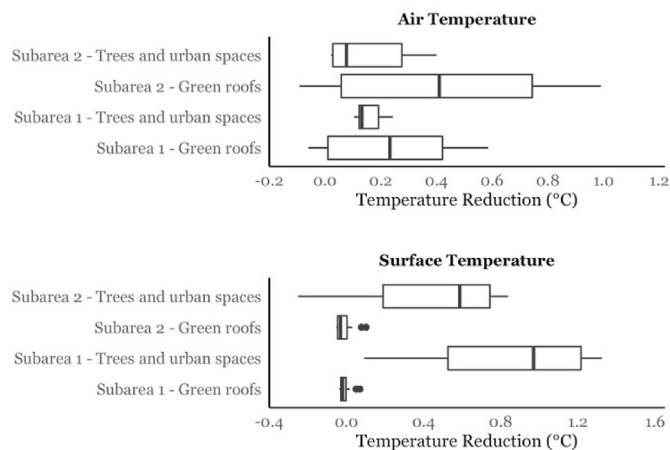 Air Temperature
Subarea 2 - Trees and urban spaces
Subarea 2 - Green roofs
Subarea 1 - Trees and urban spaces
Subarea 1 - Green roofs
-0.2 0.0 0.2 0.4 0.6 0.8 1.0 1.2
Temperature Reduction (°C)
Surface Temperature
Subarea 2 - Trees and urban spaces
Subarea 2 - Green roofs
Subarea 1 - Trees and urban spaces
Subarea 1 - Green roofs
-0.4 0.0 0.4 0.8 1.2 1.6
Temperature Reduction (°C)